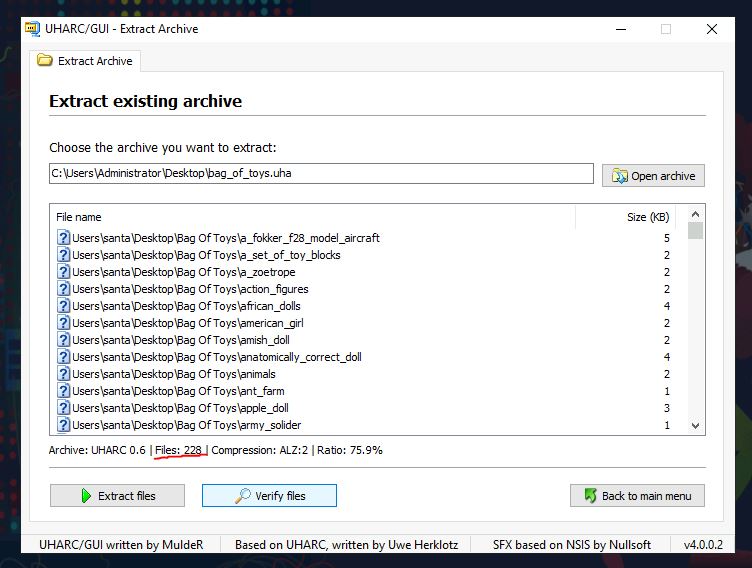 UHARC/GUI - Extract Archive
Extract Archive
Extract existing archive
Choose the archive you want to extract:
C:\Users\Administrator\Desktop\bag_of_toys.uha
Open archive
File name Size (KB)
Users\santa\Desktop\Bag Of Toys\a_fokker_f28_model_aircraft 5
Users\santa\Desktop\Bag Of Toys\a_set_of_toy_blocks 2
Users\santa\Desktop\Bag Of Toys\a_zoetrope 2
Users\santa\Desktop\Bag Of Toys\action_figures 2
Users\santa\Desktop\Bag Of Toys\african_dolls 4
Users\santa\Desktop\Bag Of Toys\american_girl 2
Users\santa\Desktop\Bag Of Toys\amish_doll 2
Users\santa\Desktop\Bag Of Toys\anatomically_correct_doll 4
Users\santa\Desktop\Bag Of Toys\animals 2
Users\santa\Desktop\Bag Of Toys\ant_farm 1
Users\santa\Desktop\Bag Of Toys\apple_doll 3
Users\santa\Desktop\Bag Of Toys\army_solider 1
Archive: UHARC 0.6 | Files: 228 | Compression: ALZ:2 | Ratio: 75.9%
Extract files Verify files Back to main menu
UHARC/GUI written by MuldeR Based on UHARC, written by Uwe Herklotz SFX based on NSIS by Nullsoft v4.0.0.2